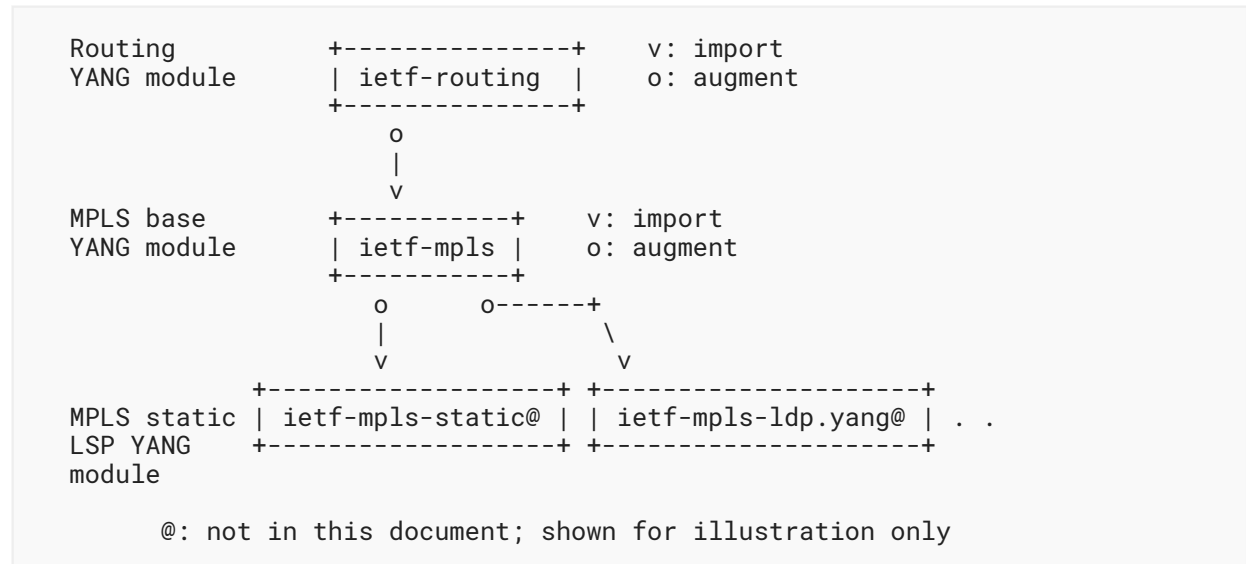 Routing               +---------------+    v: import
YANG module      | ietf-routing  |    o: augment
                 +---------------+
                     o
                     |
                     v
MPLS base        +-----------+    v: import
YANG module      | ietf-mpls |    o: augment
                 +-----------+
                    o      o------+
                    |              \
                    v               v
            +-------------------+ +---------------------+
MPLS static | ietf-mpls-static@ | | ietf-mpls-ldp.yang@ | . .
LSP YANG    +-------------------+ +---------------------+
module
      @: not in this document; shown for illustration only